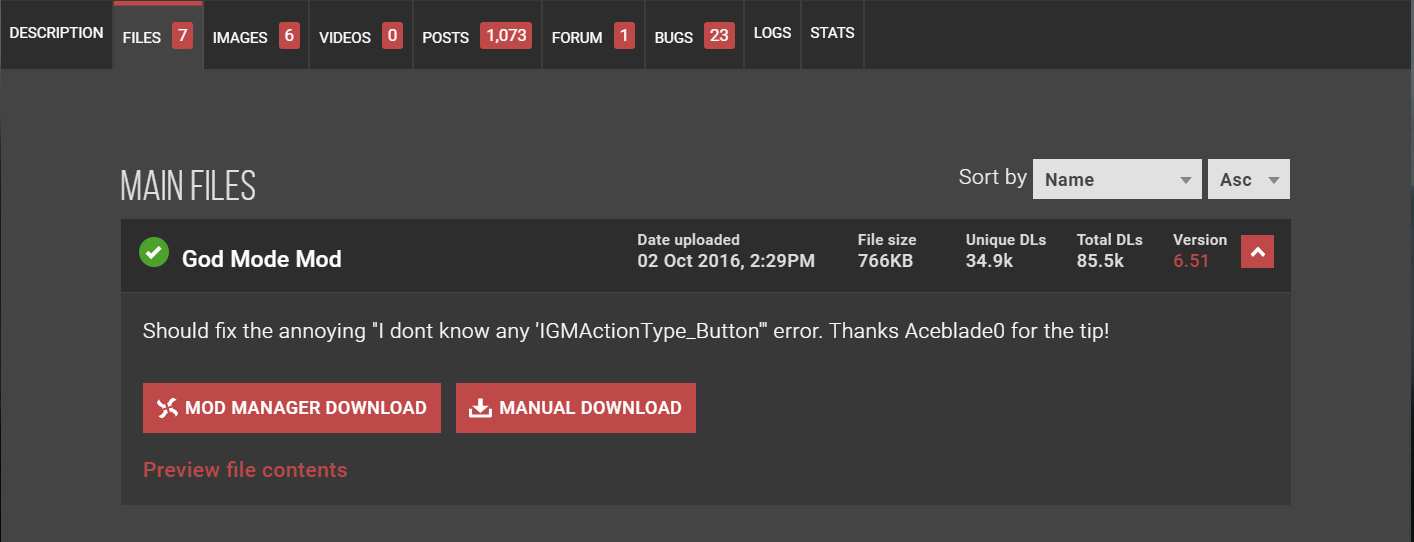 DESCRIPTION FILES 7 IMAGES 6 VIDEOS 0 POSTS 1,073 FORUM 1 BUGS 23 LOGS STATS
MAIN FILES
Sort by Name Asc
God Mode Mod
Date uploaded
02 Oct 2016, 2:29PM
File size
766KB
Unique DLs
34.9k
Total DLs
85.5k
Version
6.51
Should fix the annoying "I dont know any 'IGMActionType_Button'" error. Thanks Aceblade0 for the tip!
MOD MANAGER DOWNLOAD MANUAL DOWNLOAD
Preview file contents